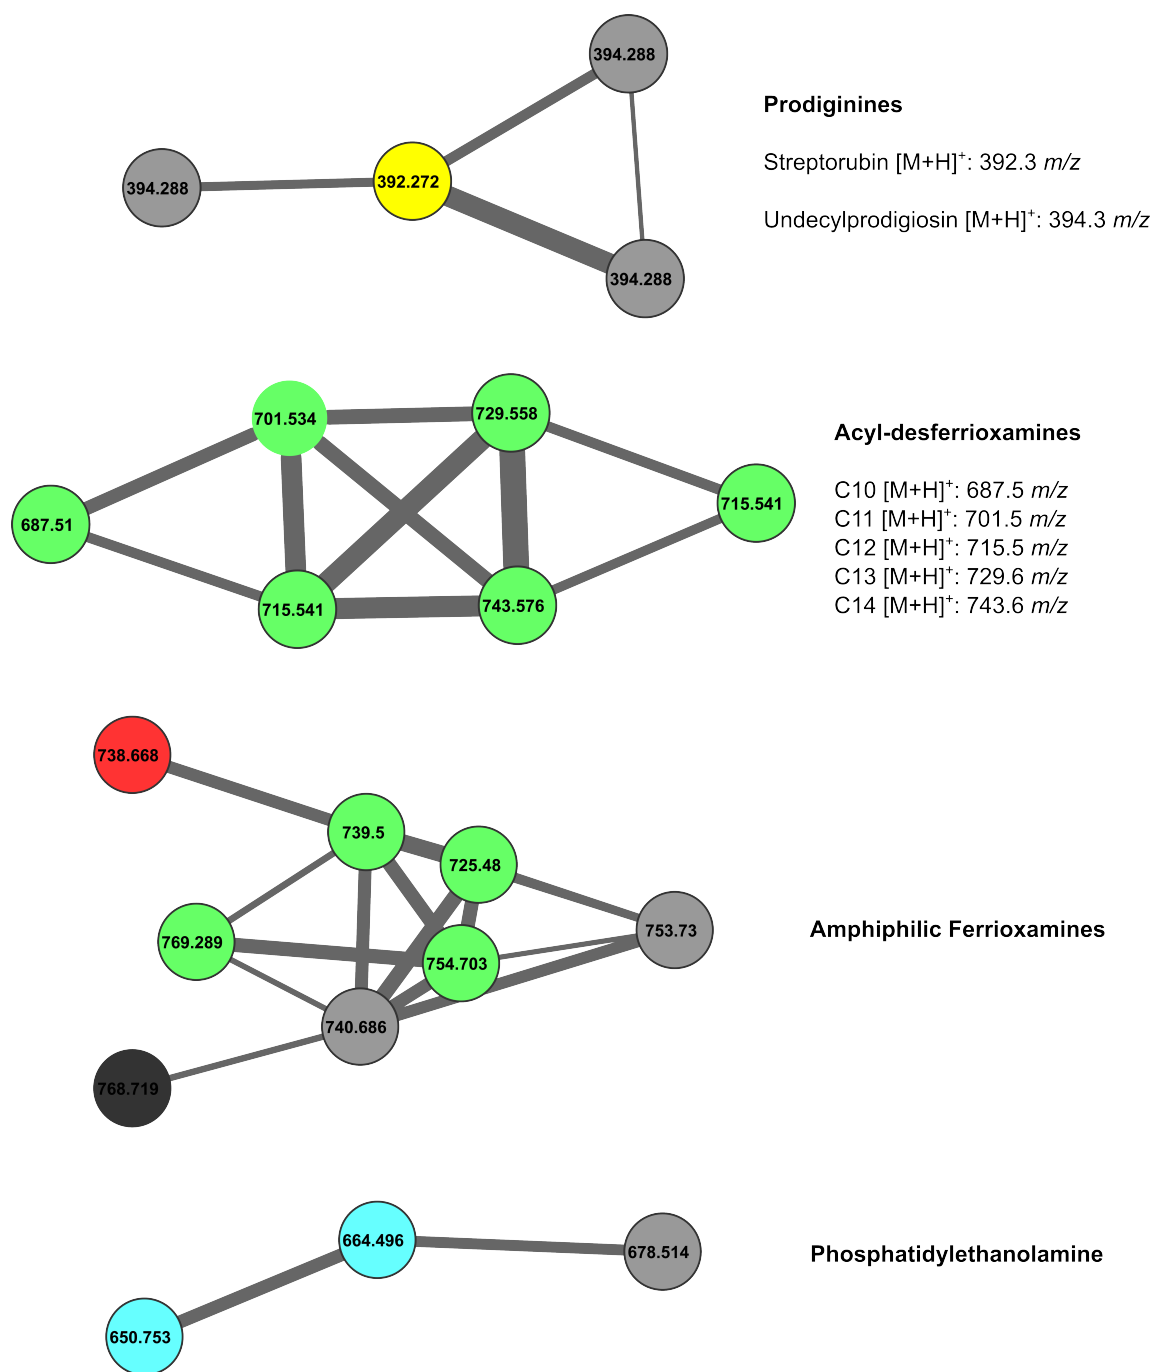 394.288
394.288
392.272
394.288
Prodiginines
Streptorubin [M+H]+: 392.3 m/z
Undecylprodigiosin [M+H]+: 394.3 m/z
701.534
729.558
687.51
715.541
715.541
743.576
Acyl-desferrioxamines
C10 [M+H]+: 687.5 m/z
C11 [M+H]+: 701.5 m/z
C12 [M+H]+: 715.5 m/z
C13 [M+H]+: 729.6 m/z
C14 [M+H]+: 743.6 m/z
738.668
739.5
725.48
769.289
754.703
753.73
740.686
768.719
Amphiphilic Ferrioxamines
664.496
678.514
650.753
Phosphatidylethanolamine